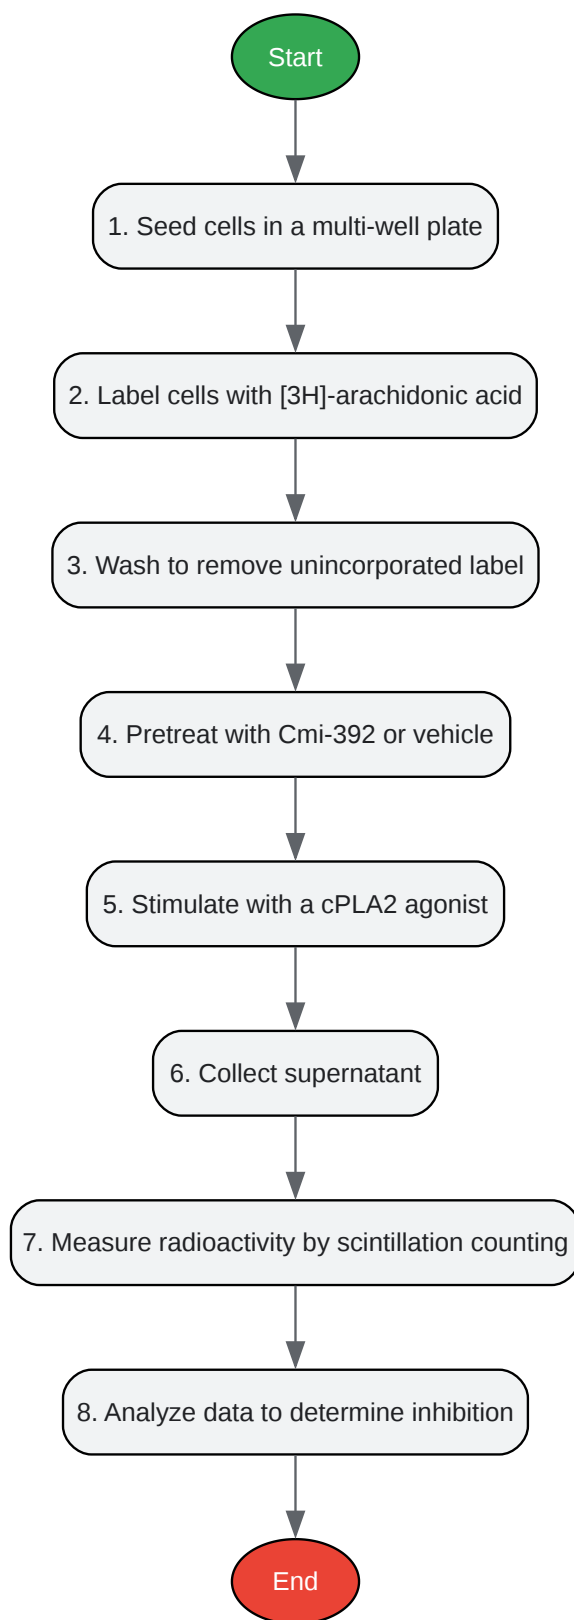 Start
1. Seed cells in a multi-well plate
2. Label cells with [3H]-arachidonic acid
3. Wash to remove unincorporated label
4. Pretreat with Cmi-392 or vehicle
5. Stimulate with a cPLA2 agonist
6. Collect supernatant
7. Measure radioactivity by scintillation counting
8. Analyze data to determine inhibition
End